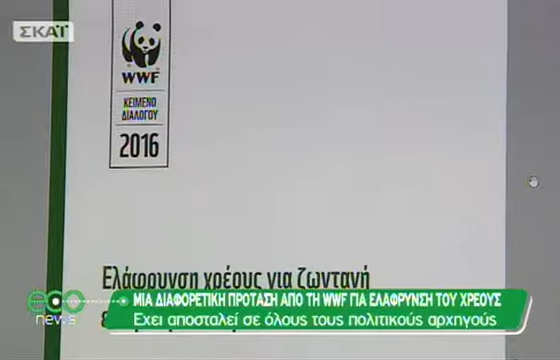 ΣΚΑΪ
WWF
ΚΕΙΜΕΝΟ
ΔΙΑΛΟΓΟΥ
2016
Ελάφρυνση χρέους για ζωντανή
eco
news
ΜΙΑ ΔΙΑΦΟΡΕΤΙΚΗ ΠΡΟΤΑΣΗ ΑΠΟ ΤΗ WWF ΓΙΑ ΕΛΑΦΡΥΝΣΗ ΤΟΥ ΧΡΕΟΥΣ
Εχει αποσταλεί σε όλους τους πολιτικούς αρχηγούς